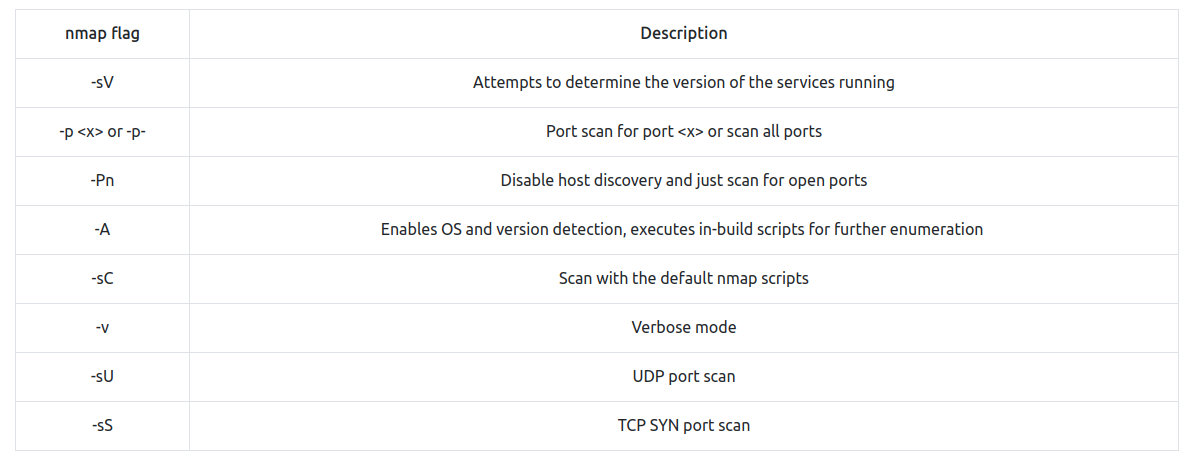 nmap flag Description
-sV Attempts to determine the version of the services running
-p <x> or -p- Port scan for port <x> or scan all ports
-Pn Disable host discovery and just scan for open ports
-A Enables OS and version detection, executes in-build scripts for further enumeration
-sC Scan with the default nmap scripts
-v Verbose mode
-sU UDP port scan
-sS TCP SYN port scan